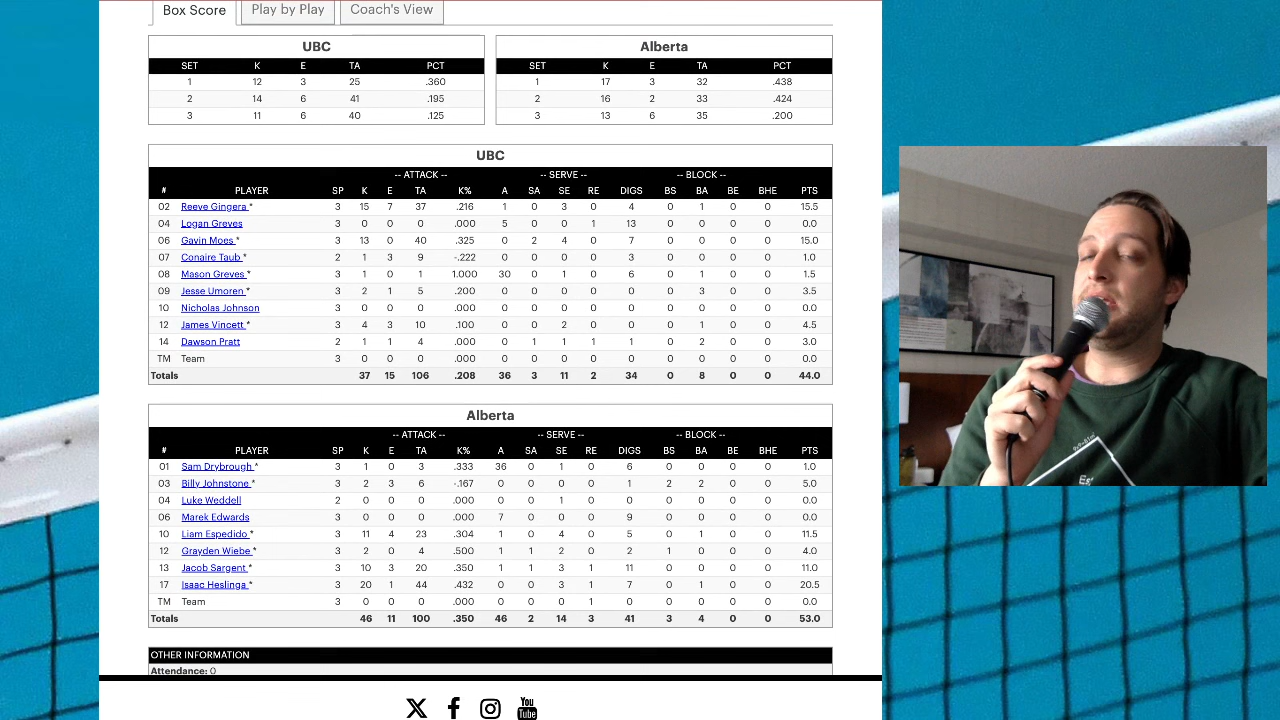 Box Score Play by Play Coach's View
UBC
SET K E TA PCT
1 12 3 25 .360
2 14 6 41 .195
3 11 6 40 .125
Alberta
SET K E TA PCT
1 17 3 32 .438
2 16 2 33 .424
3 13 6 35 .200
UBC
-- ATTACK -- -- SERVE -- -- BLOCK --
# PLAYER SP K E TA K% A SA SE RE DIGS BS BA BE BHE PTS
02 Reeve Gingera * 3 15 7 37 .216 1 0 3 0 4 0 1 0 0 15.5
04 Logan Greves 3 0 0 0 .000 5 0 0 1 13 0 0 0 0 0.0
06 Gavin Moes * 3 13 0 40 .325 0 2 4 0 7 0 0 0 0 15.0
07 Conaire Taub * 2 1 3 9 -.222 0 0 0 0 1 0 0 0 0 1.0
08 Mason Greves * 3 1 0 1 1.000 30 0 1 0 6 0 1 0 0 1.5
09 Jesse Umoren * 3 2 1 5 .200 0 0 0 0 0 0 3 0 0 3.5
10 Nicholas Johnson 3 0 0 0 .000 0 0 0 0 1 0 0 0 0 0.0
12 James Vincett * 3 4 3 10 .100 0 0 2 0 1 0 1 0 0 4.5
14 Dawson Pratt 2 1 1 4 .000 0 1 1 1 1 0 2 0 0 3.0
TM Team 3 0 0 0 .000 0 0 0 0 0 0 0 0 0 0.0
Totals 37 15 106 .208 36 3 11 2 34 0 8 0 0 44.0
Alberta
-- ATTACK -- -- SERVE -- -- BLOCK --
# PLAYER SP K E TA K% A SA SE RE DIGS BS BA BE BHE PTS
01 Sam Drybrough * 3 1 0 3 .333 36 0 1 0 6 0 0 0 0 1.0
03 Billy Johnstone * 3 2 3 6 -.167 0 0 0 0 1 2 2 0 0 5.0
04 Luke Weddell 2 0 0 0 .000 0 0 1 0 0 0 0 0 0 0.0
06 Marek Edwards 3 0 0 0 .000 7 0 0 0 9 0 0 0 0 0.0
10 Liam Espedido * 3 11 4 23 .304 1 0 4 0 5 0 1 0 0 11.5
12 Grayden Wiebe * 3 2 0 4 .500 1 1 2 0 2 1 0 0 0 4.0
13 Jacob Sargent * 3 10 3 20 .350 1 1 3 1 11 0 0 0 0 11.0
17 Isaac Heslinga * 3 20 1 44 .432 0 0 3 1 7 0 1 0 0 20.5
TM Team 3 0 0 0 .000 0 0 0 1 0 0 0 0 0 0.0
Totals 46 11 100 .350 46 2 14 3 41 3 4 0 0 53.0
OTHER INFORMATION
Attendance: 0
You
Tube